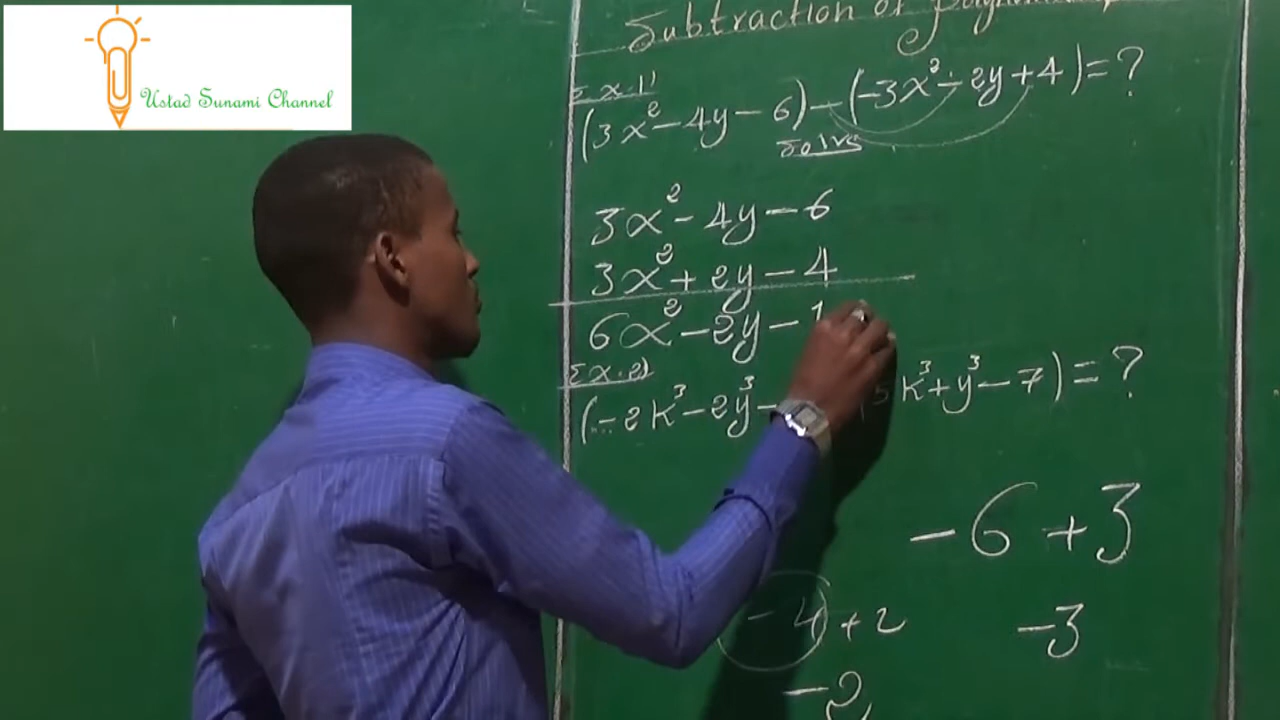 Ustad Sunami Channel
Subtraction of
Ex.1)
(3x² - 4y - 6) - (-3x² - 2y + 4) = ?
Solve
3x² - 4y - 6
3x² + 2y - 4
6x² - 2y - 1
Ex.2)
(-2k³ - 2y³ - (5k³ + y³ - 7) = ?
-6 + 3
-4 + 2
-3
-2